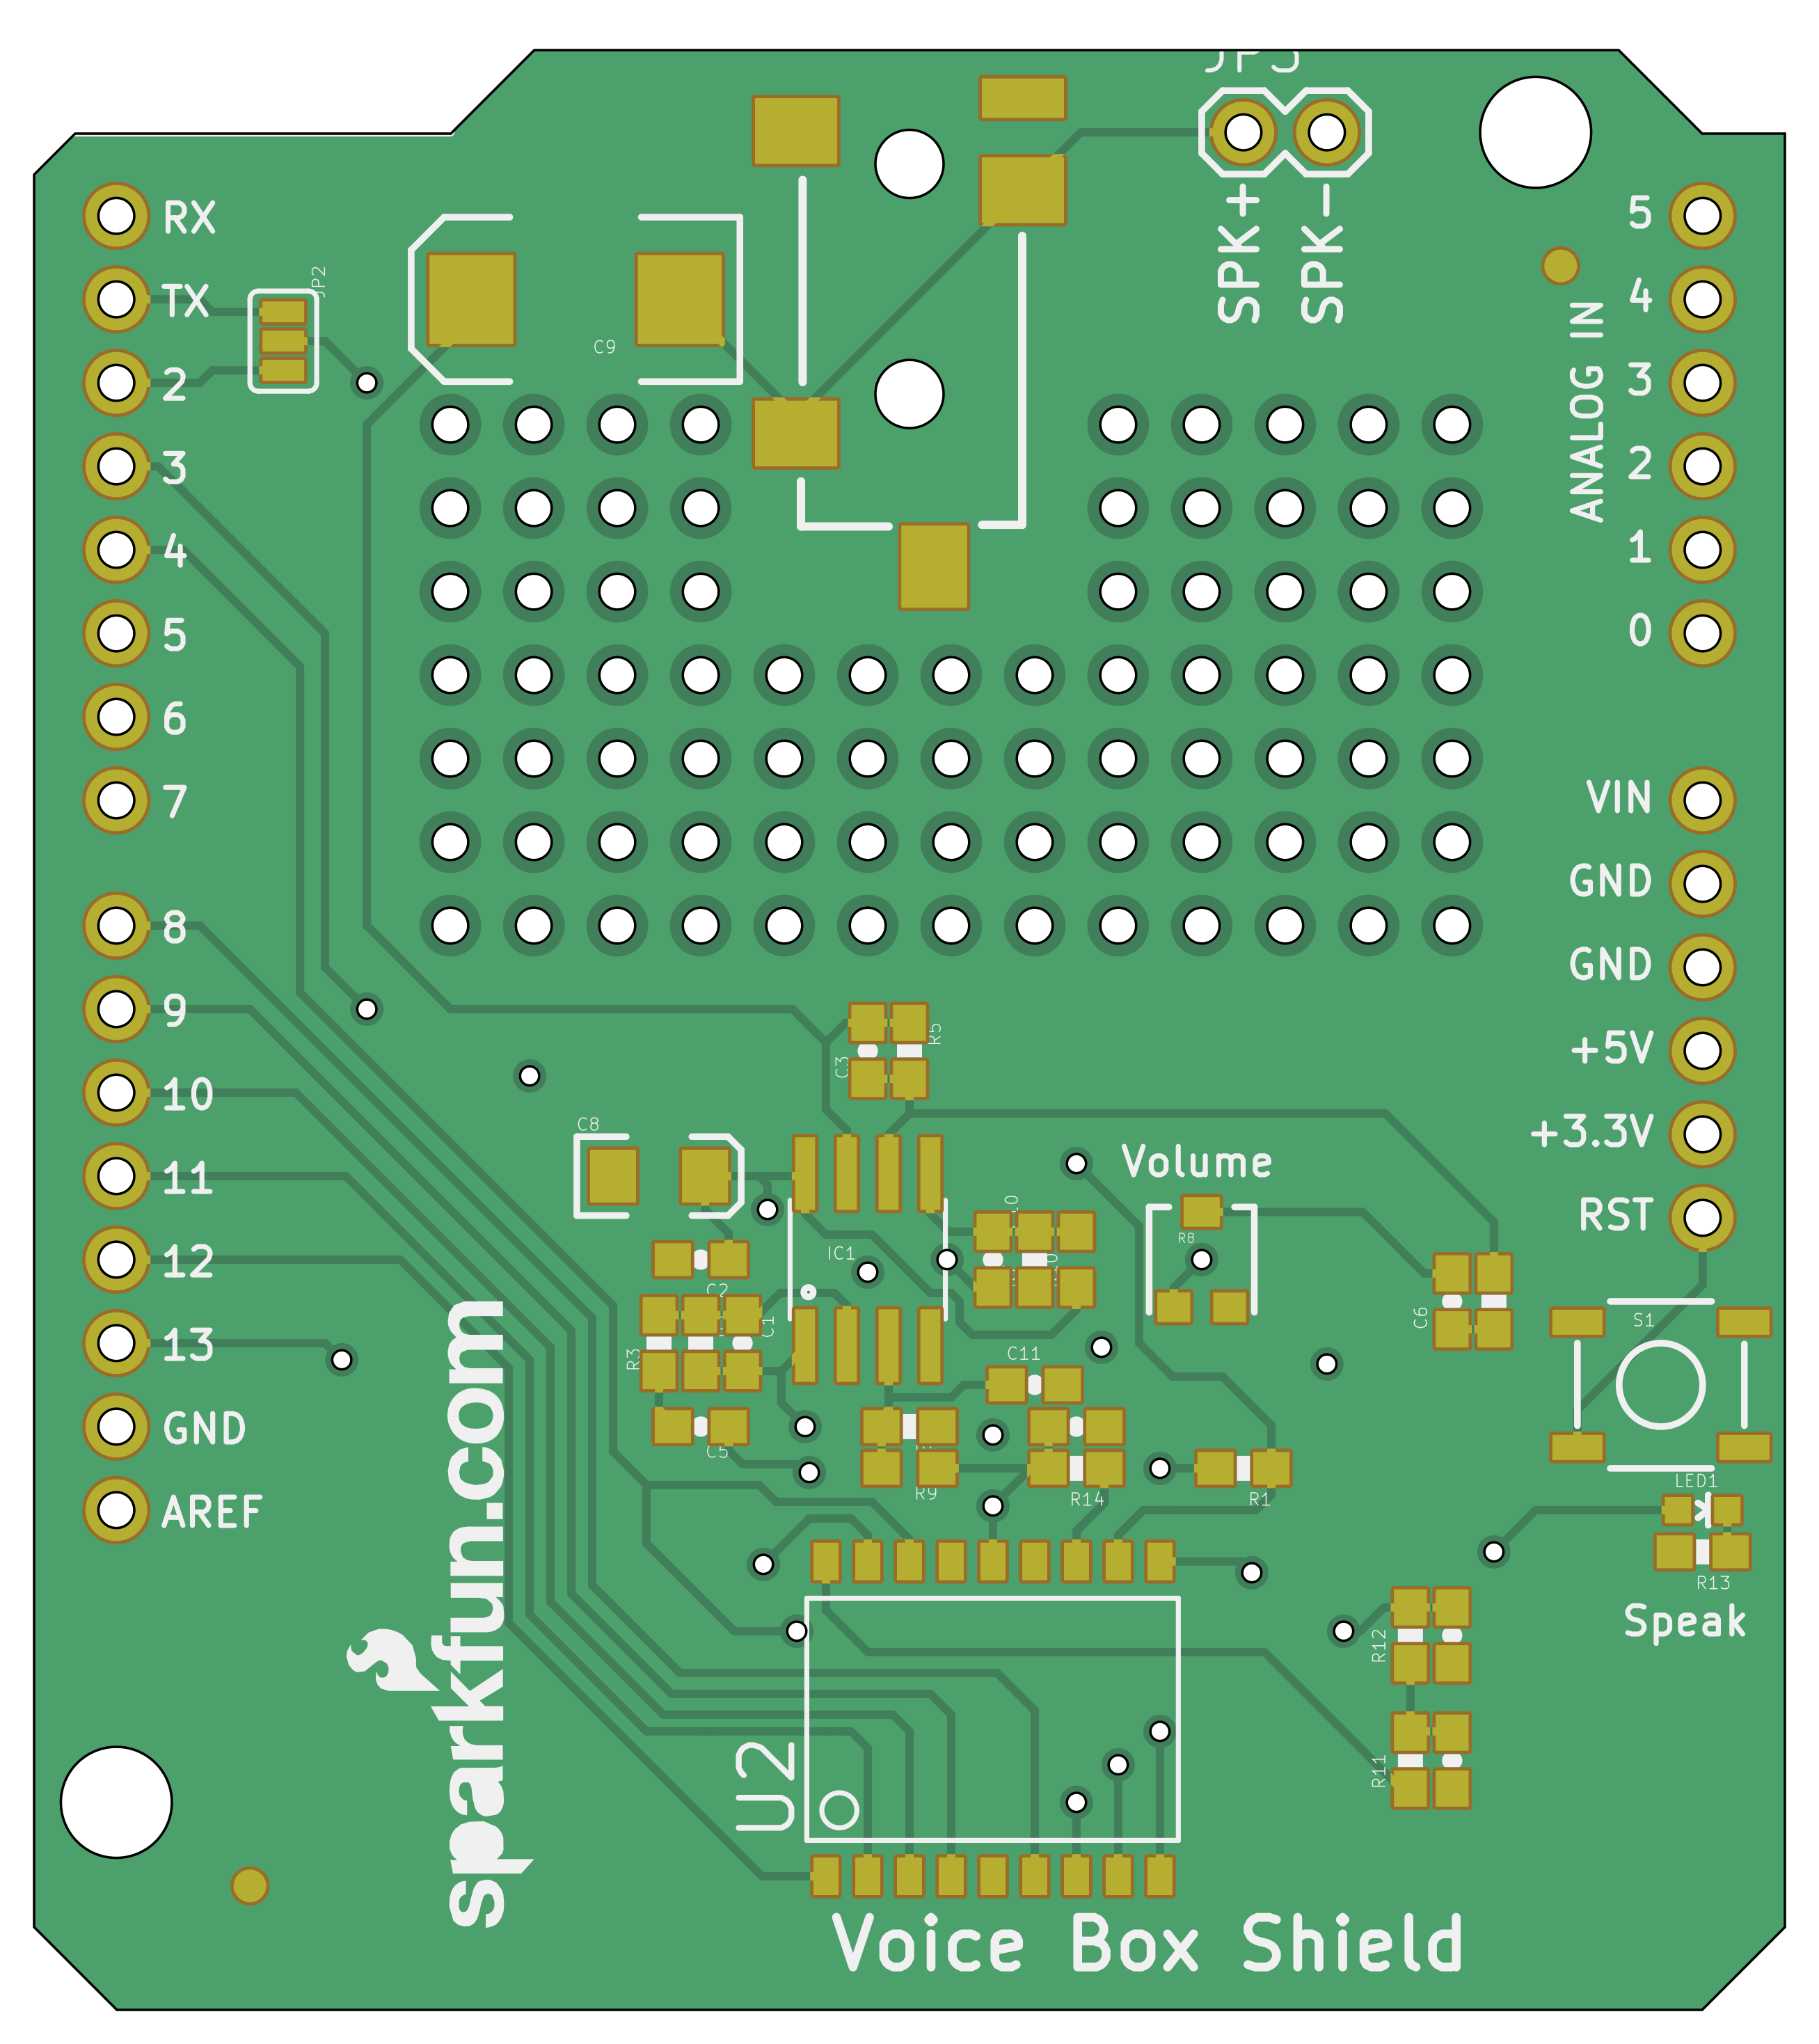 JP3
SPK+
SPK-
RX
TX
2
3
4
5
6
7
8
9
10
11
12
13
GND
AREF
JP2
C9
5
4
3
2
1
0
ANALOG IN
VIN
GND
GND
+5V
+3.3V
RST
C3
R5
C8
Volume
IC1
R8
C2
C1
R3
C5
C11
C6
S1
R9
R14
R1
LED1
R13
Speak
R12
R11
U2
sparkfun.com
Voice Box Shield